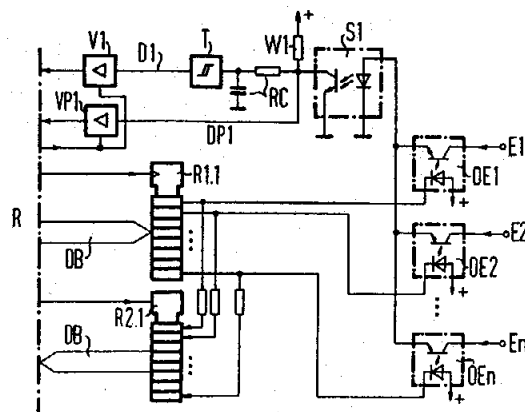 V1
D1
T
W1
+
S1
RC
VP1
DP1
R1.1
E1
OE1
+
R
DB
E2
OE2
+
R2.1
DB
En
OEn
+